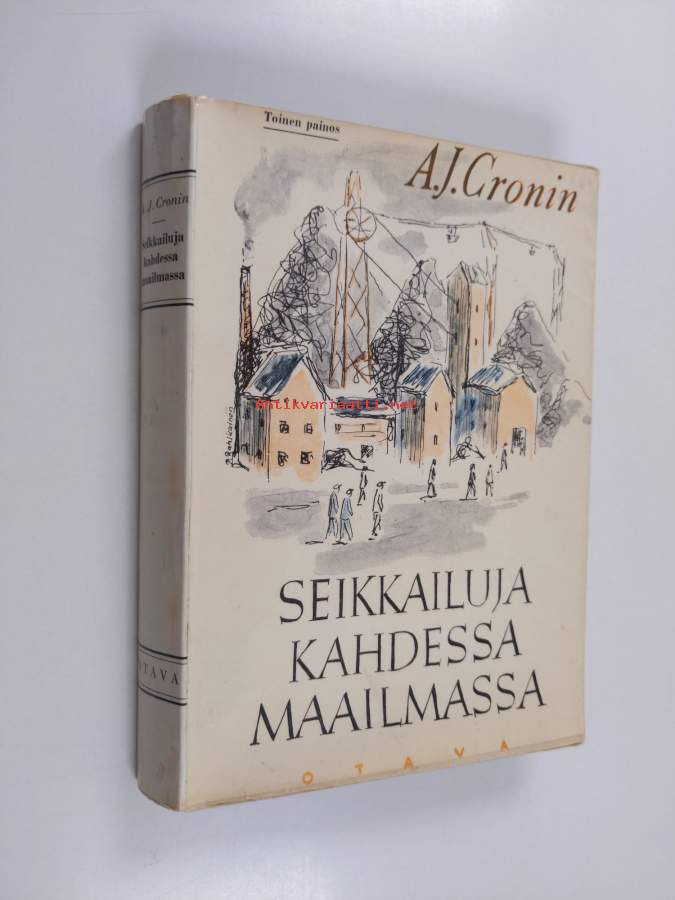 Toinen painos
A.J.Cronin
SEIKKAILUJA
KAHDESSA
MAAILMASSA
OTAVA
A. J. Cronin
Seikkailuja
kahdessa
maailmassa
OTAVA
Antikvariaatti.net